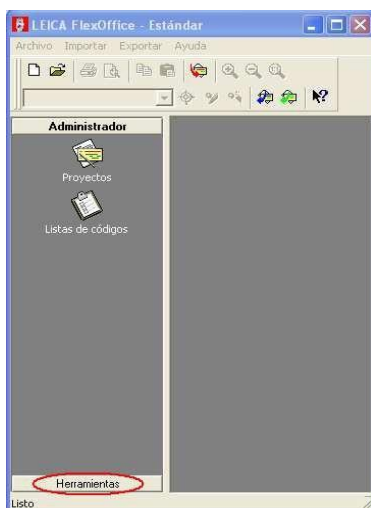 LEICA FlexOffice - Estándar
Archivo Importar Exportar Ayuda
Administrador
Proyectos
Listas de códigos
Herramientas
Listo